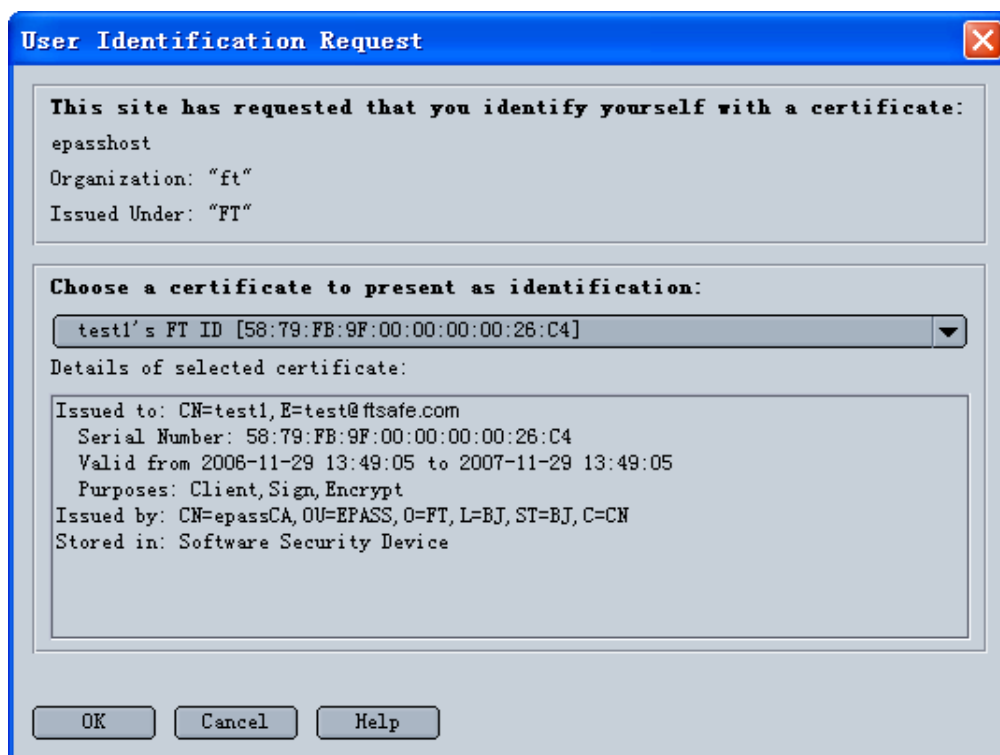 User Identification Request
This site has requested that you identify yourself with a certificate:
epasshost
Organization: "ft"
Issued Under: "FT"
Choose a certificate to present as identification:
test1's FT ID [58:79:FB:9F:00:00:00:00:26:C4]
Details of selected certificate:
Issued to: CN=test1,E=test@ftsafe.com
Serial Number: 58:79:FB:9F:00:00:00:00:26:C4
Valid from 2006-11-29 13:49:05 to 2007-11-29 13:49:05
Purposes: Client,Sign,Encrypt
Issued by: CN=epassCA,OU=EPASS,O=FT,L=BJ,ST=BJ,C=CN
Stored in: Software Security Device
OK Cancel Help